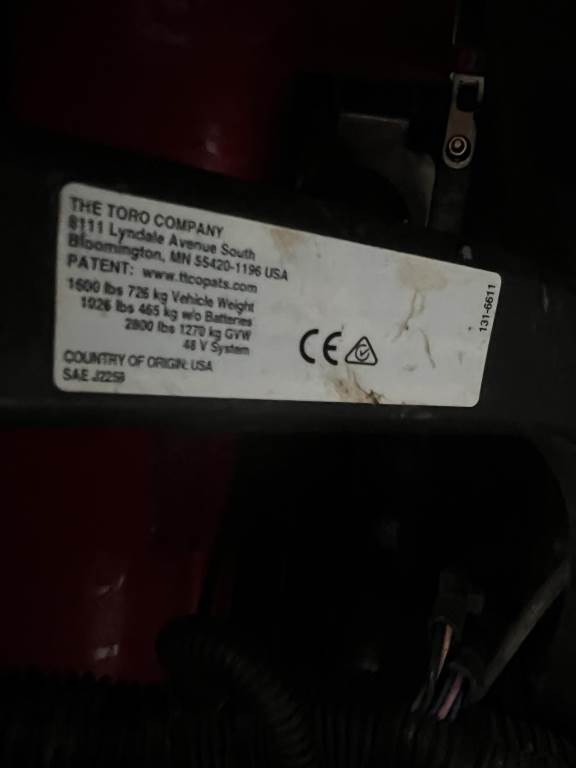 THE TORO COMPANY
8111 Lyndale Avenue South
Bloomington, MN 55420-1196 USA
PATENT: www.ttcopats.com
1600 lbs 726 kg Vehicle Weight
1026 lbs 465 kg w/o Batteries
2800 lbs 1270 kg GVW
48 V System
COUNTRY OF ORIGIN: USA
SAE J2258
CE
131-6611